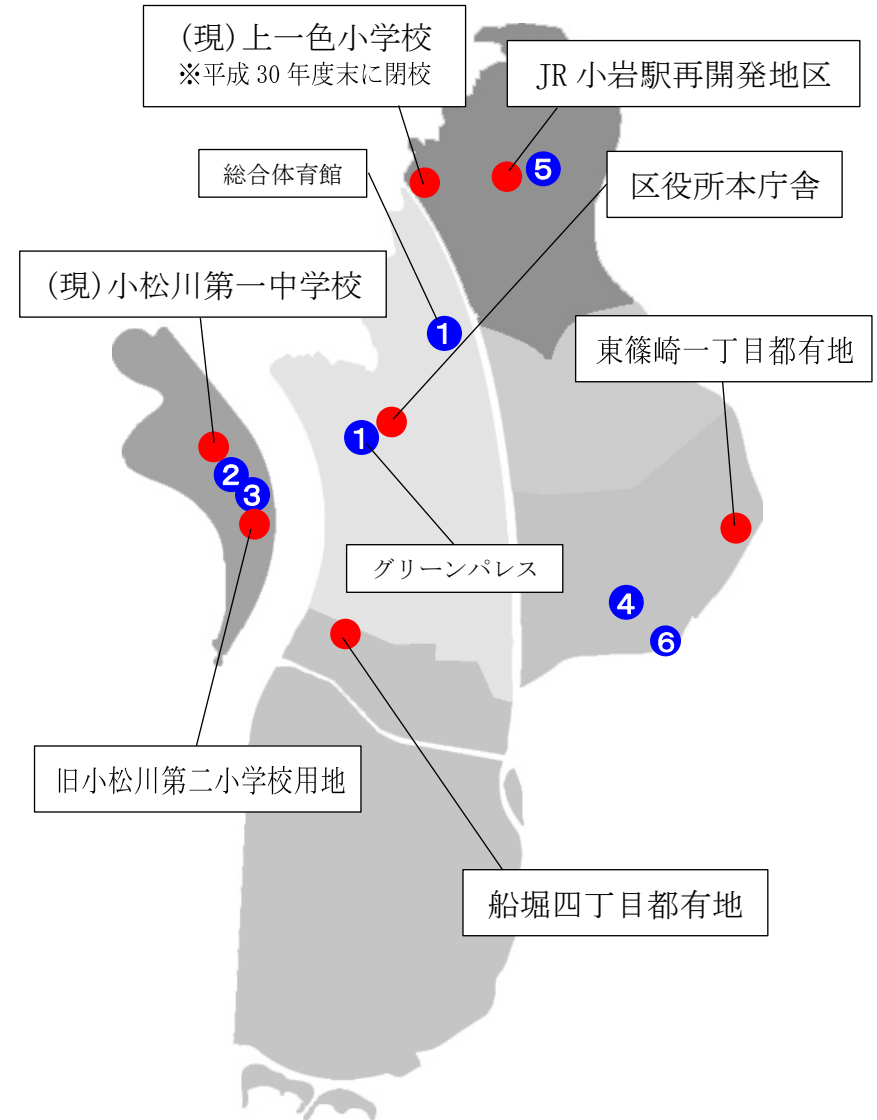 (現)上一色小学校
※平成 30 年度末に閉校
JR 小岩駅再開発地区
総合体育館
5
区役所本庁舎
(現)小松川第一中学校
1
東篠崎一丁目都有地
1
2
3
グリーンパレス
4
6
旧小松川第二小学校用地
船堀四丁目都有地